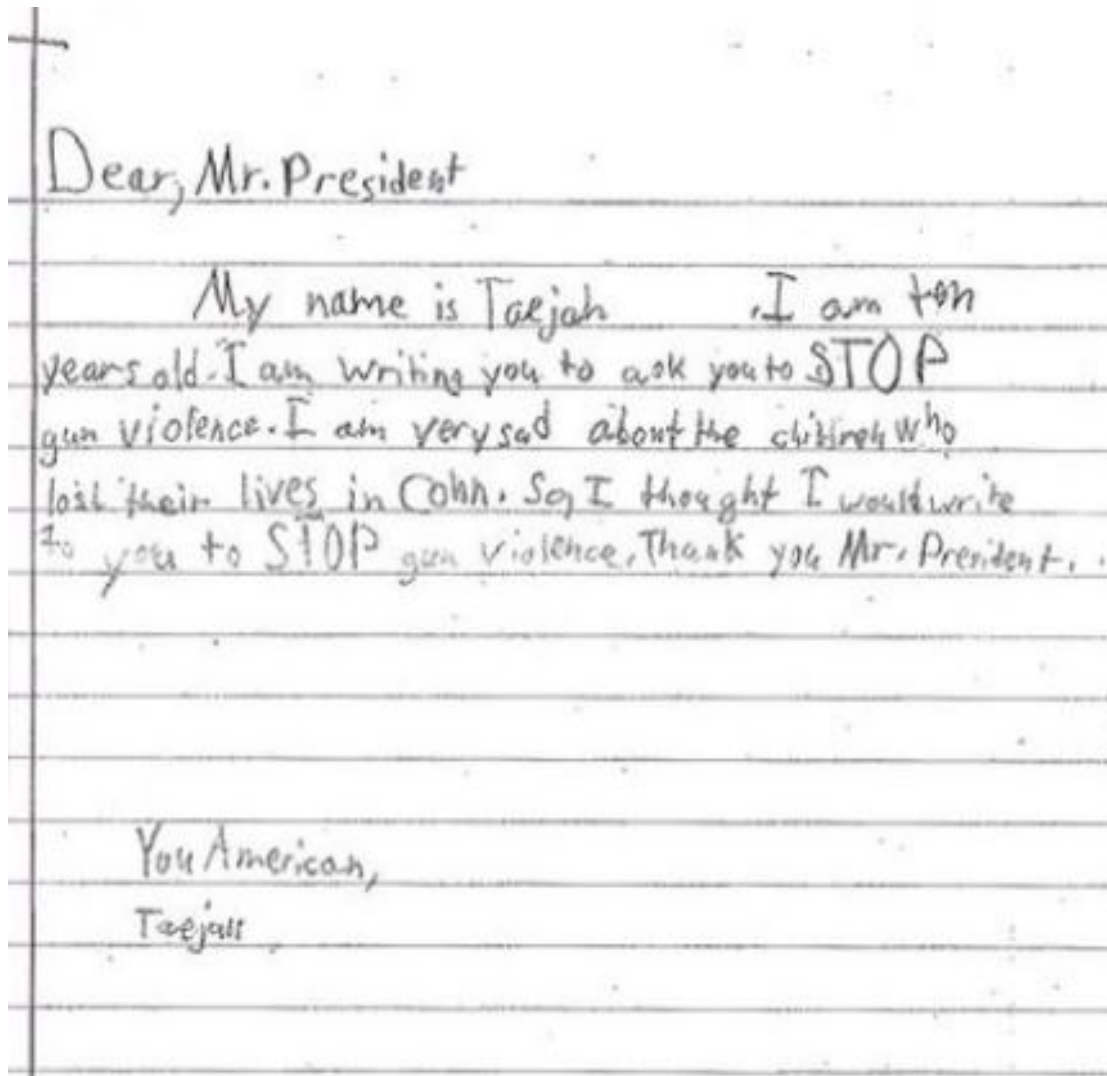 Dear, Mr. President
My name is Taejah .I am ten
years old. I am writing you to ask you to STOP
gun violence. I am very sad about the children who
lost their lives in Conn. So, I thought I would write
to you to STOP gun violence. Thank you Mr. President.
You American,
Taejah